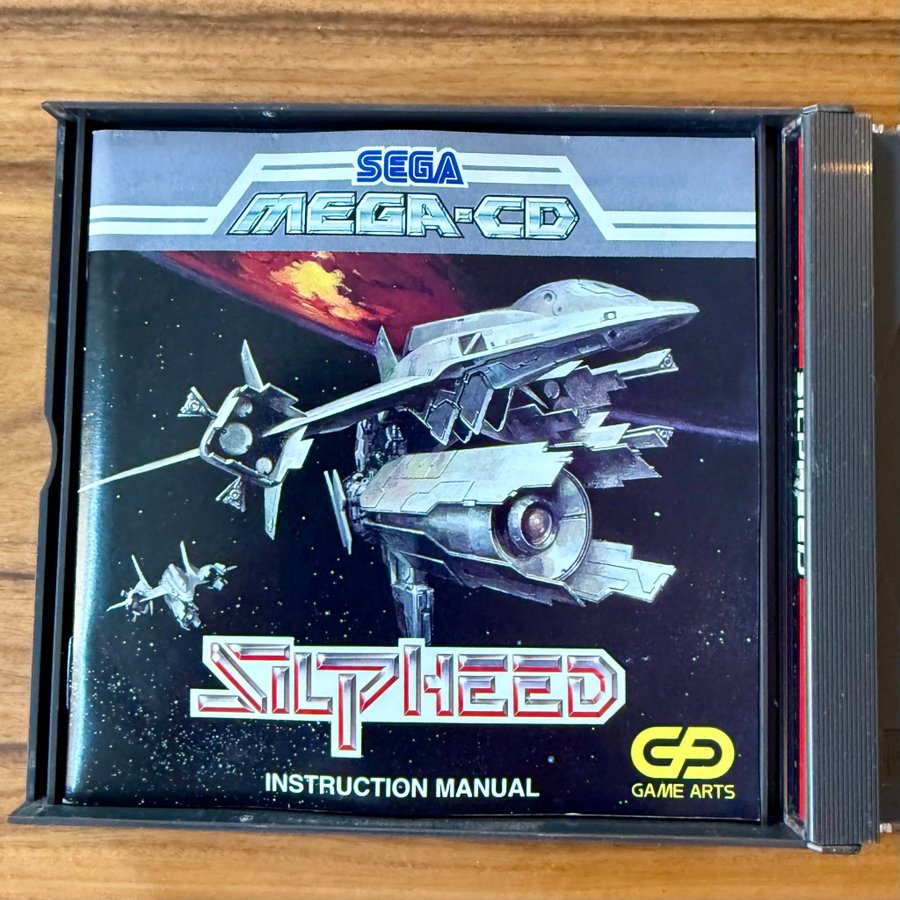 SEGA
MEGA-CD
SILPHEED
INSTRUCTION MANUAL
GAME ARTS